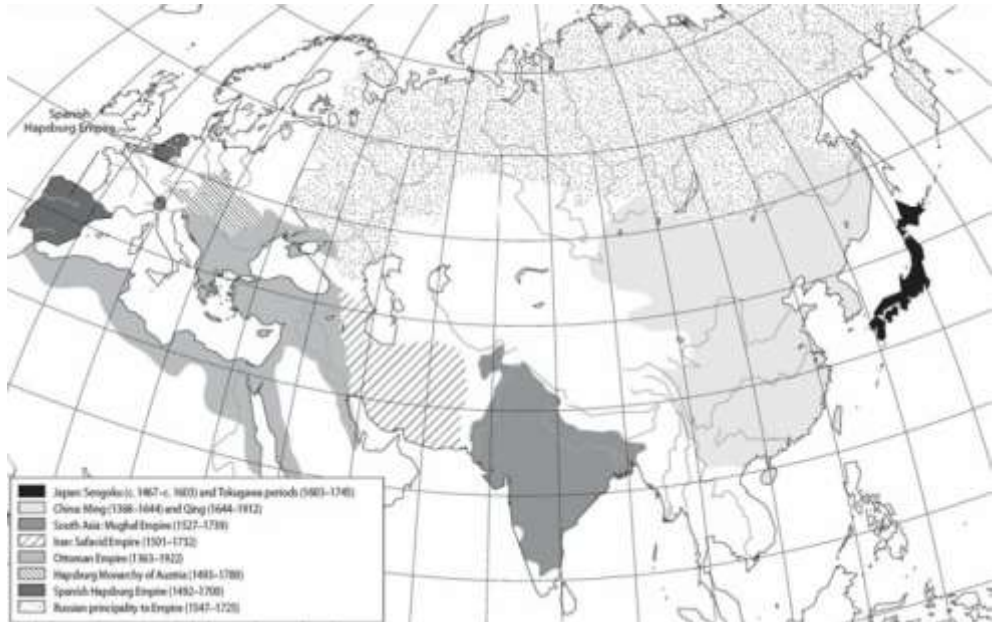 Spanish
Hapsburg Empire
Japan: Sengoku (c. 1467–c. 1603) and Tokugawa periods (1603–1745)
China: Ming (1368–1644) and Qing (1644–1912)
South Asia: Mughal Empire (1527–1739)
Iran: Safavid Empire (1501–1732)
Ottoman Empire (1363–1922)
Hapsburg Monarchy of Austria (1493–1780)
Spanish Hapsburg Empire (1492–1700)
Russian principality to Empire (1547–1725)